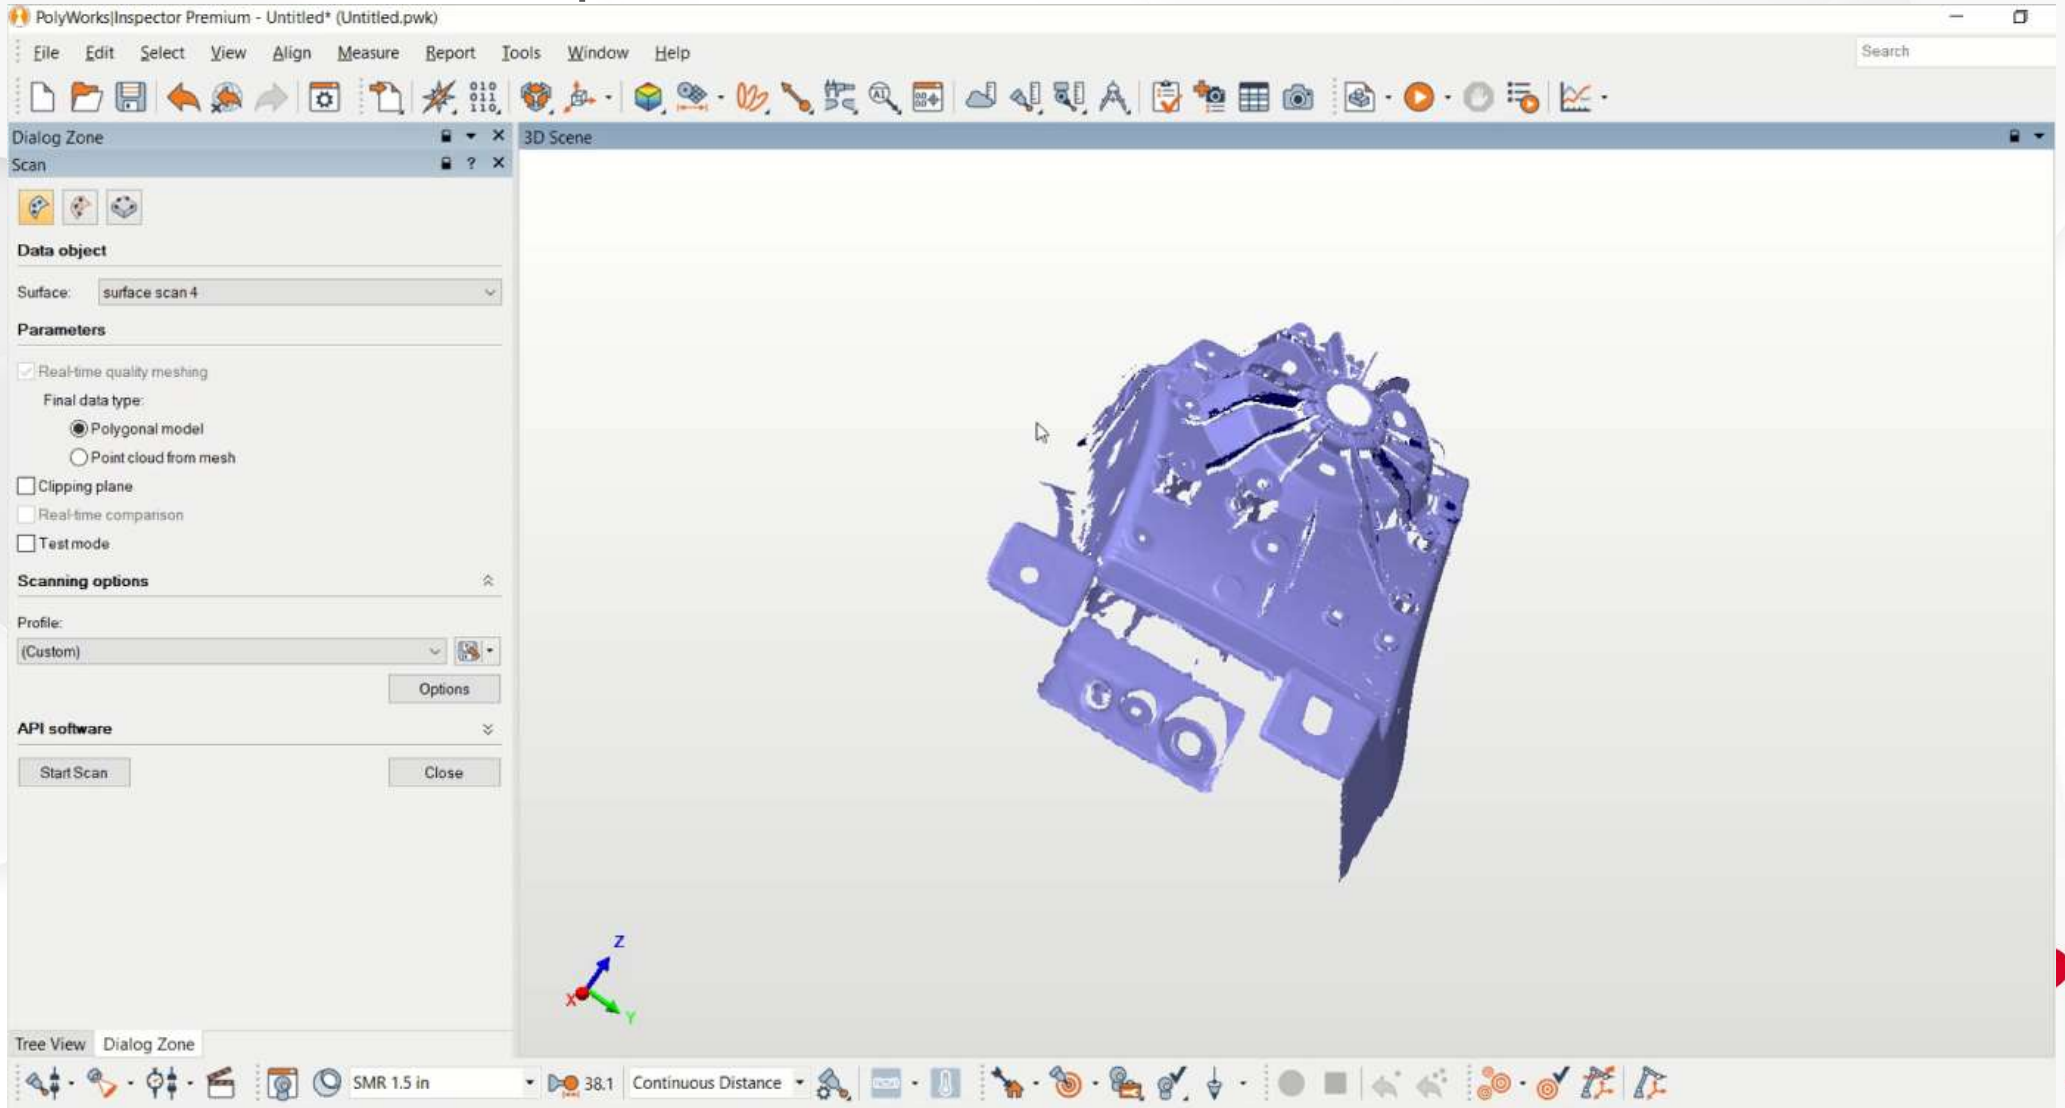 PolyWorks|Inspector Premium - Untitled* (Untitled.pwk)
File Edit Select View Align Measure Report Tools Window Help
Search
Dialog Zone
3D Scene
Scan
Data object
Surface: surface scan 4
Parameters
Real-time quality meshing
Final data type:
Polygonal model
Point cloud from mesh
Clipping plane
Real-time comparison
Test mode
Scanning options
Profile:
(Custom)
Options
API software
Start Scan Close
Z
X
Y
Tree View Dialog Zone
SMR 1.5 in 38.1 Continuous Distance